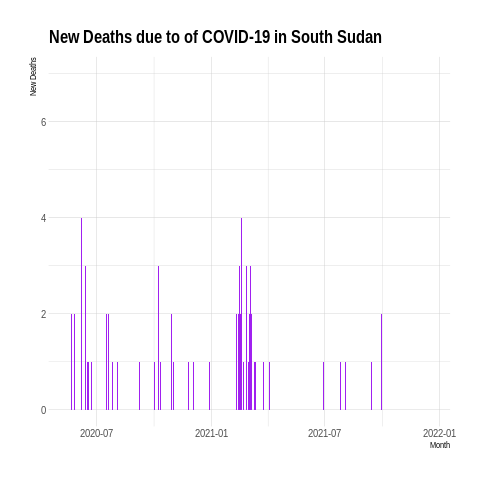 New Deaths due to of COVID-19 in South Sudan
New Deaths
6
4
2
0
2020-07
2021-01
2021-07
2022-01
Month